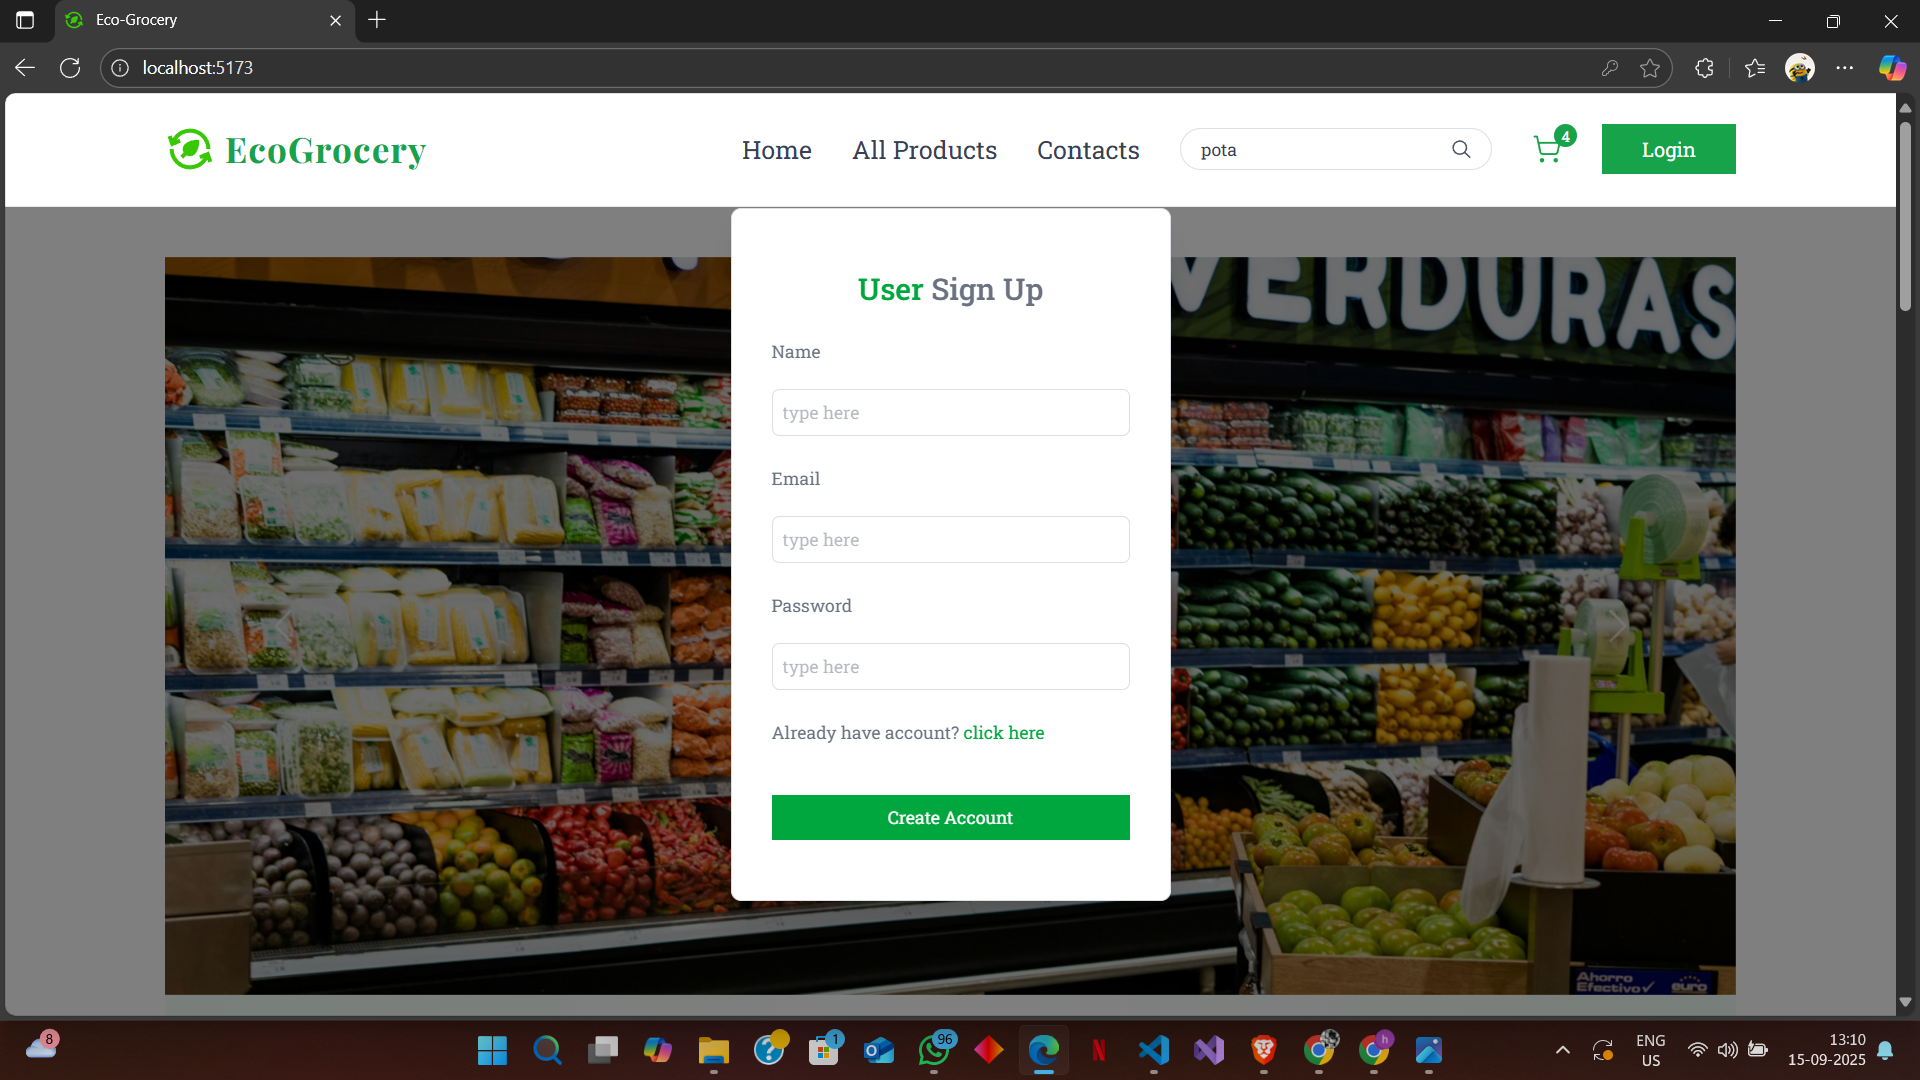 Eco-Grocery
localhost:5173
EcoGrocery
Home
All Products
Contacts
pota
4
Login
VERDURAS
User Sign Up
Name
type here
Email
type here
Password
type here
Already have account? click here
Create Account
Ahorro
Efectivo
euro
8
1
96
h
ENG
US
13:10
15-09-2025